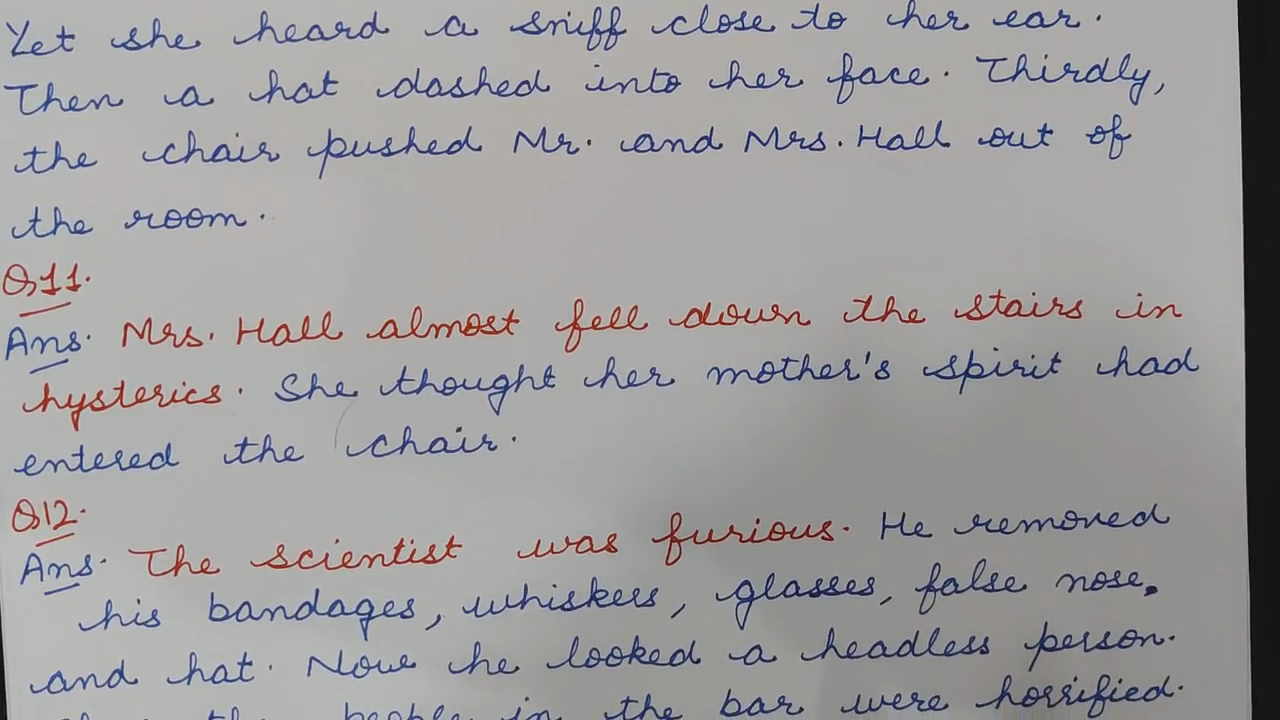 Yet she heard a sniff close to her ear.
Then a hat dashed into her face. Thirdly,
the chair pushed Mr. and Mrs. Hall out of
the room.
Q11.
Ans. Mrs. Hall almost fell down the stairs in
hysterics. She thought her mother's spirit had
entered the chair.
Q12.
Ans. The scientist was furious. He removed
his bandages, whiskers, glasses, false nose,
and hat. Now he looked a headless person.
the people in the bar were horrified.